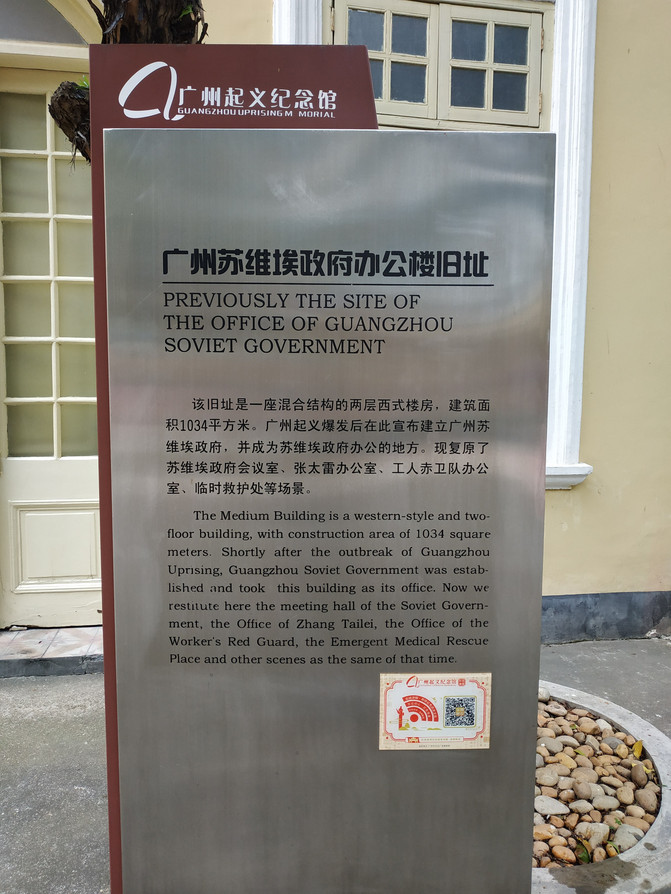 广州起义纪念馆
GUANGZHOU UPRISING M MORIAL
广州苏维埃政府办公楼旧址
PREVIOUSLY THE SITE OF
THE OFFICE OF GUANGZHOU
SOVIET GOVERNMENT
该旧址是一座混合结构的两层西式楼房，建筑面
积1034平方米。广州起义爆发后在此宣布建立广州苏
维埃政府，并成为苏维埃政府办公的地方。现复原了
苏维埃政府会议室、张太雷办公室、工人赤卫队办公
室、临时救护处等场景。
The Medium Building is a western-style and two-
floor building, with construction area of 1034 square
meters. Shortly after the outbreak of Guangzhou
Uprising, Guangzhou Soviet Government was estab-
lished and took this building as its office. Now we
restitute here the meeting hall of the Soviet Govern-
ment, the Office of Zhang Tailei, the Office of the
Worker's Red Guard, the Emergent Medical Rescue
Place and other scenes as the same of that time.
广州起义纪念馆